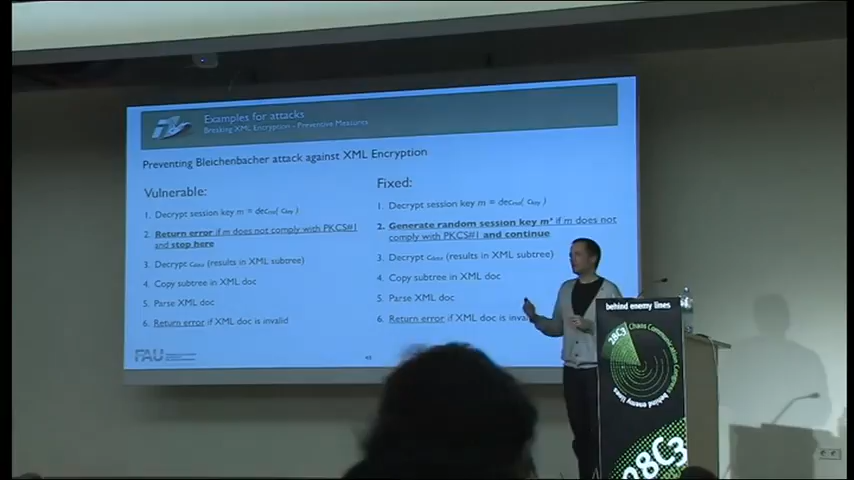 Examples for attacks
Breaking XML Encryption - Preventive Measures
Preventing Bleichenbacher attack against XML Encryption
Vulnerable:
1. Decrypt session key m = dec ( )
2. Return error if m does not comply with PKCS#1
and stop here
3. Decrypt cdata (results in XML subtree)
4. Copy subtree in XML doc
5. Parse XML doc
6. Return error if XML doc is invalid
Fixed:
1. Decrypt session key m = dec ( )
2. Generate random session key m' if m does not
comply with PKCS#1 and continue
3. Decrypt cdata (results in XML subtree)
4. Copy subtree in XML doc
5. Parse XML doc
6. Return error if XML doc is
FAU
behind enemy lines
28C3
Chaos Communication Congress
behind enemy lines
28C3